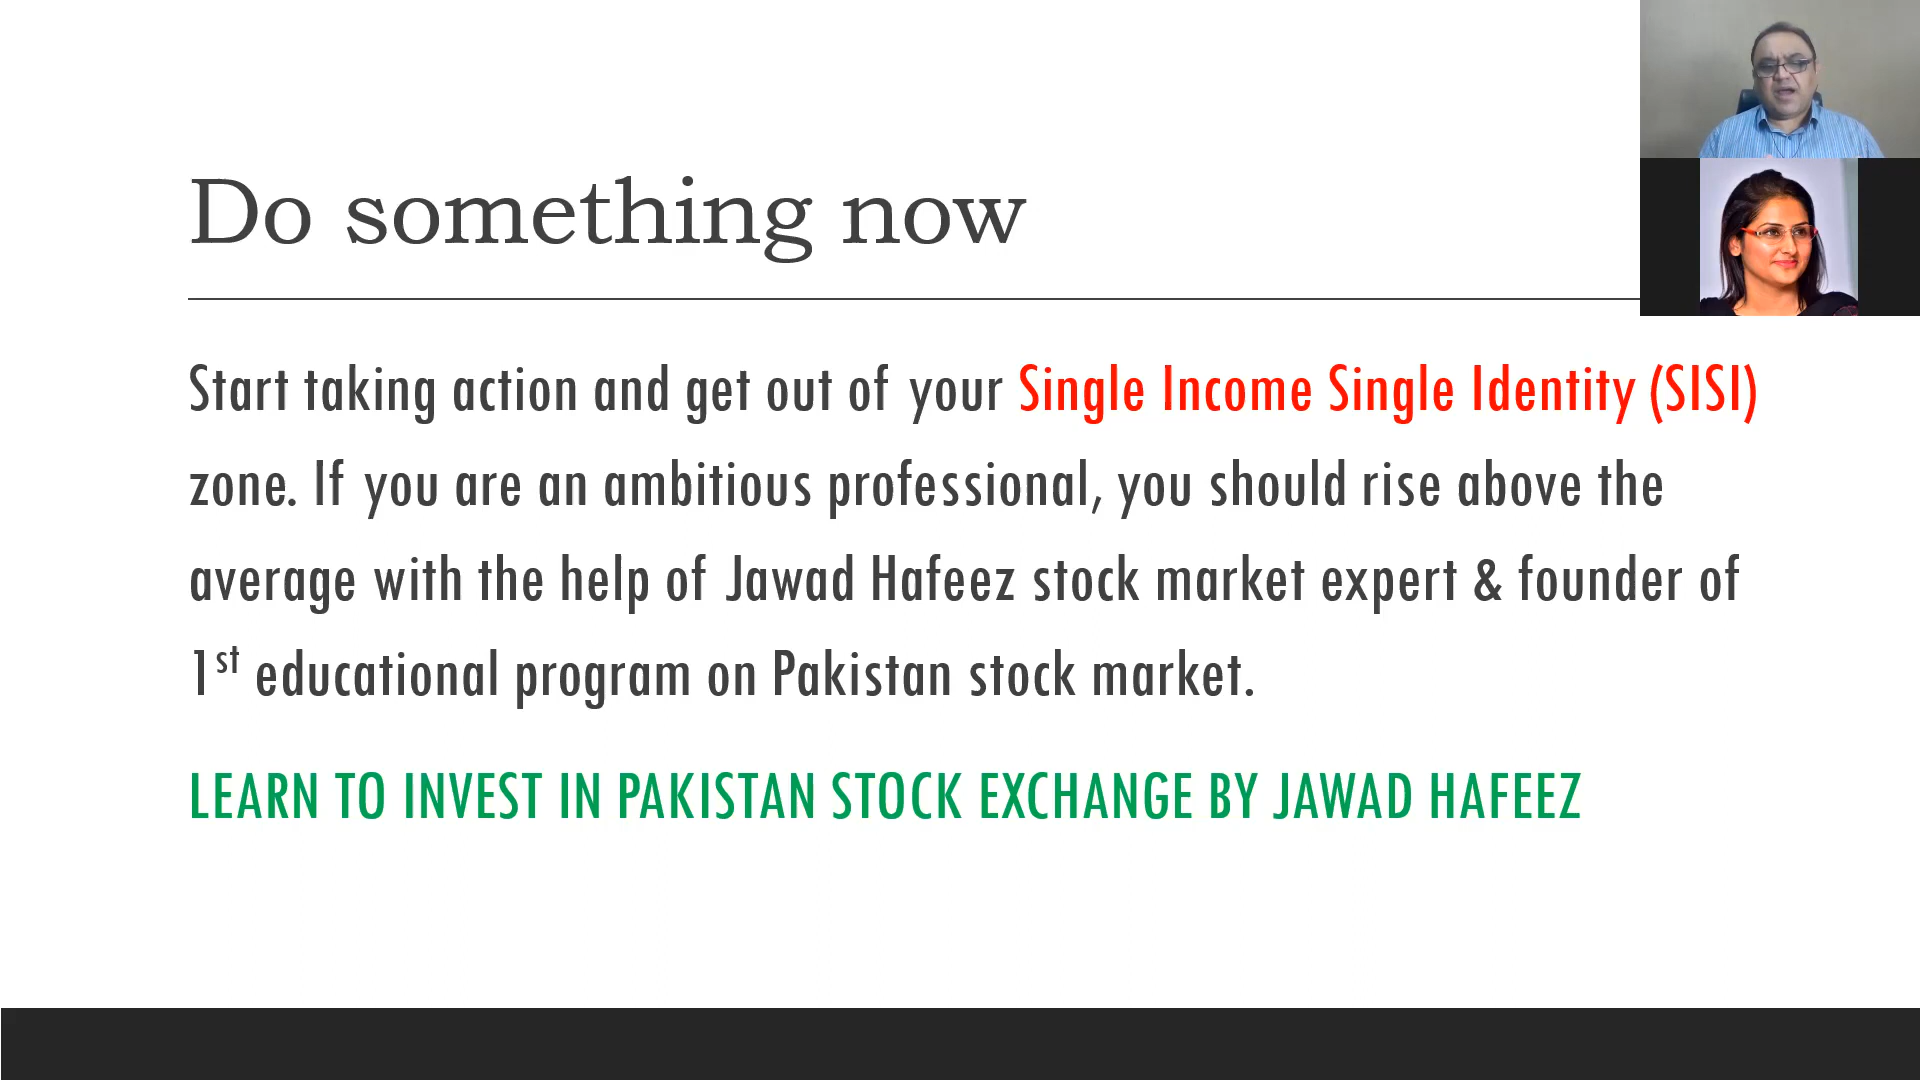 Do something now
Start taking action and get out of your Single Income Single Identity (SISI)
zone. If you are an ambitious professional, you should rise above the
average with the help of Jawad Hafeez stock market expert & founder of
1st educational program on Pakistan stock market.
LEARN TO INVEST IN PAKISTAN STOCK EXCHANGE BY JAWAD HAFEEZ